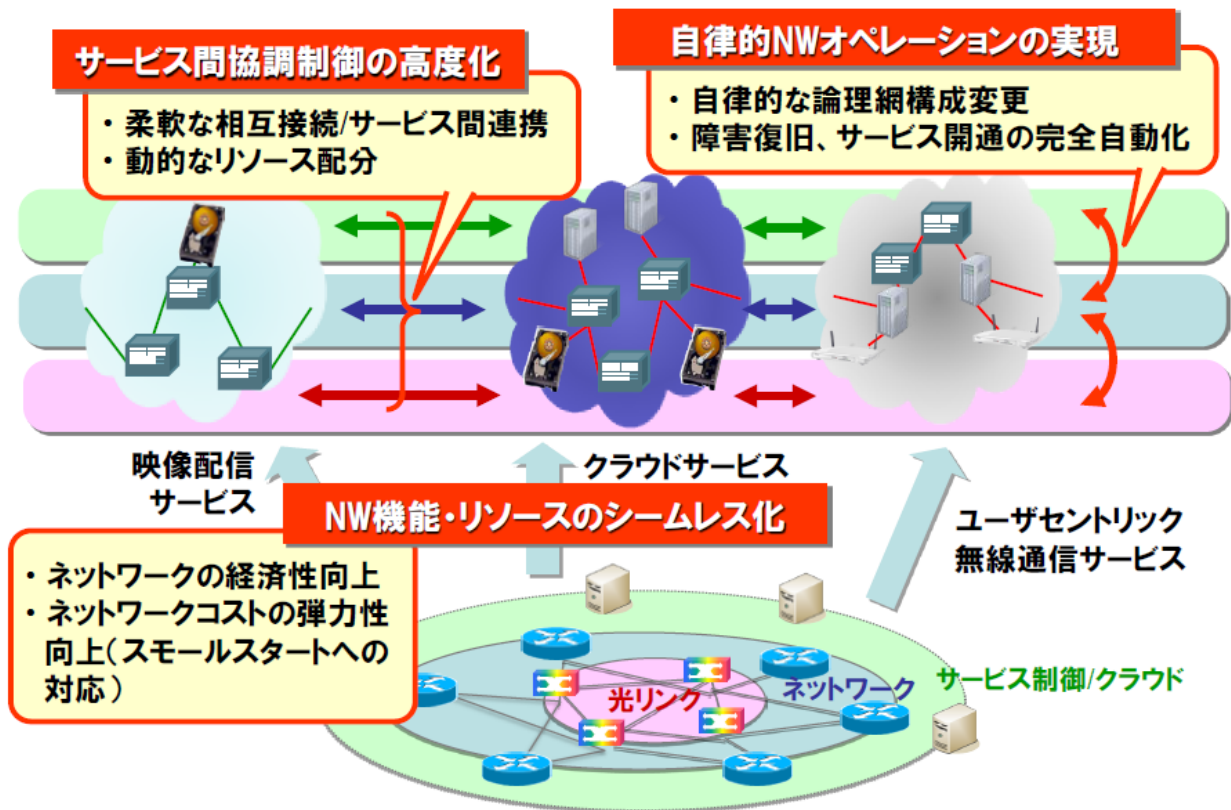 サービス間協調制御の高度化
・ 柔軟な相互接続/サービス間連携
・ 動的なリソース配分
自律的NWオペレーションの実現
・ 自律的な論理網構成変更
・ 障害復旧、サービス開通の完全自動化
映像配信
サービス
クラウドサービス
ユーザセントリック
無線通信サービス
NW機能・リソースのシームレス化
・ ネットワークの経済性向上
・ ネットワークコストの弾力性
向上(スモールスタートへの
対応)
光リンク
ネットワーク
サービス制御/クラウド